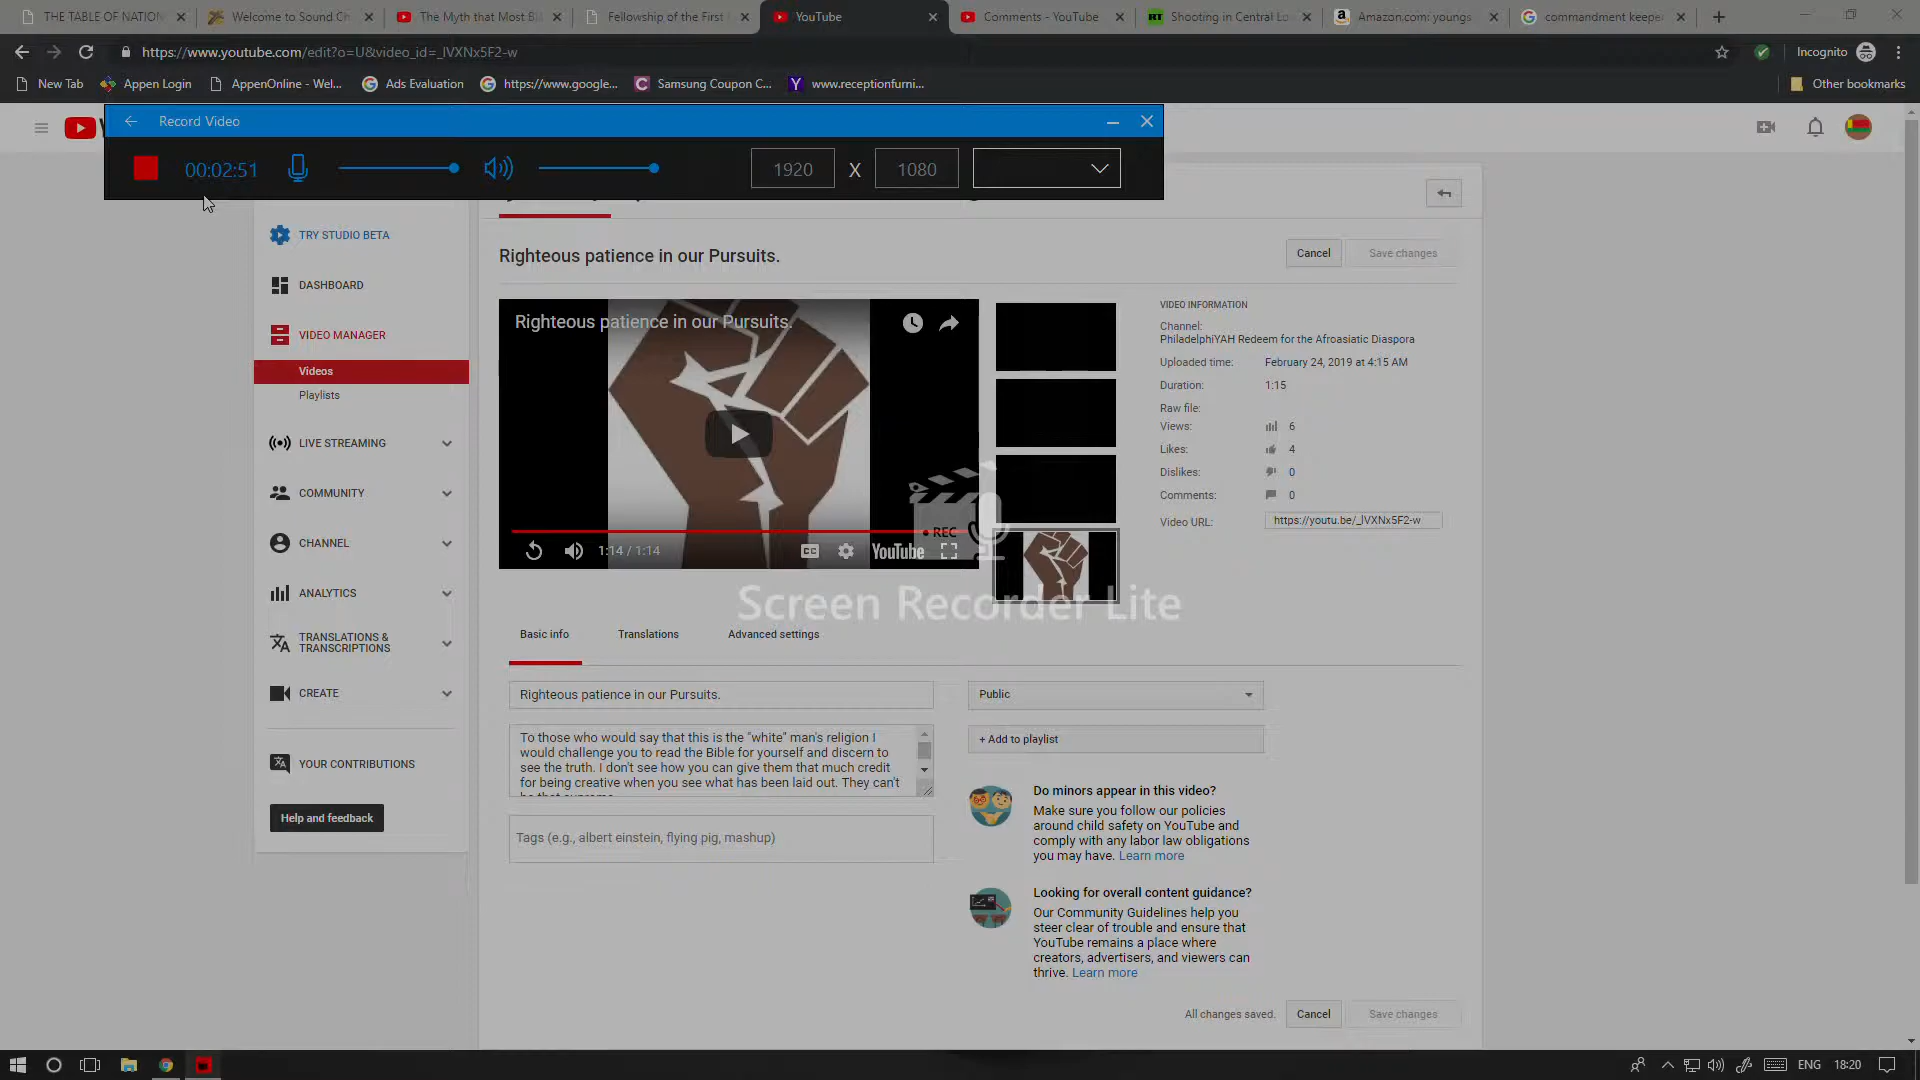 THE TABLE OF NATION
Welcome to Sound Ch
The Myth that Most Bl
Fellowship of the First
YouTube
Comments - YouTube
Shooting in Central Lo
Amazon.com: youngs
commandment keepe
https://www.youtube.com/edit?o=U&video_id=_lVXNx5F2-w
Incognito
New Tab
Appen Login
AppenOnline - Wel...
Ads Evaluation
https://www.google...
Samsung Coupon C...
www.receptionfurni...
Other bookmarks
Record Video
00:02:51
1920 X 1080
TRY STUDIO BETA
DASHBOARD
VIDEO MANAGER
Videos
Playlists
LIVE STREAMING
COMMUNITY
CHANNEL
ANALYTICS
TRANSLATIONS &
TRANSCRIPTIONS
CREATE
YOUR CONTRIBUTIONS
Help and feedback
Righteous patience in our Pursuits.
Cancel
Save changes
Righteous patience in our Pursuits.
1:14 / 1:14
CC
YouTube
REC
Screen Recorder Lite
VIDEO INFORMATION
Channel:
PhiladelphiYAH Redeem for the Afroasiatic Diaspora
Uploaded time: February 24, 2019 at 4:15 AM
Duration: 1:15
Raw file:
Views: 6
Likes: 4
Dislikes: 0
Comments: 0
Video URL: https://youtu.be/_lVXNx5F2-w
Basic info
Translations
Advanced settings
Righteous patience in our Pursuits.
To those who would say that this is the "white" man's religion I
would challenge you to read the Bible for yourself and discern to
see the truth. I don't see how you can give them that much credit
for being creative when you see what has been laid out. They can't
Tags (e.g., albert einstein, flying pig, mashup)
Public
+ Add to playlist
Do minors appear in this video?
Make sure you follow our policies
around child safety on YouTube and
comply with any labor law obligations
you may have. Learn more
Looking for overall content guidance?
Our Community Guidelines help you
steer clear of trouble and ensure that
YouTube remains a place where
creators, advertisers, and viewers can
thrive. Learn more
All changes saved.
Cancel
Save changes
ENG
18:20